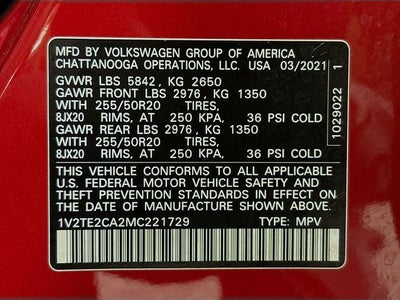 MFD BY VOLKSWAGEN GROUP OF AMERICA
CHATTANOOGA OPERATIONS, LLC. USA 03/2021
GVWR LBS 5842, KG 2650
GAWR FRONT LBS 2976, KG 1350
WITH 255/50R20 TIRES,
8JX20 RIMS, AT 250 KPA, 36 PSI COLD
GAWR REAR LBS 2976, KG 1350
WITH 255/50R20 TIRES,
8JX20 RIMS, AT 250 KPA, 36 PSI COLD
THIS VEHICLE CONFORMS TO ALL APPLICABLE
U.S. FEDERAL MOTOR VEHICLE SAFETY AND
THEFT PREVENTION STANDARDS IN EFFECT ON
THE DATE OF MANUFACTURE SHOWN ABOVE.
1V2TE2CA2MC221729 TYPE: MPV
1029022 1